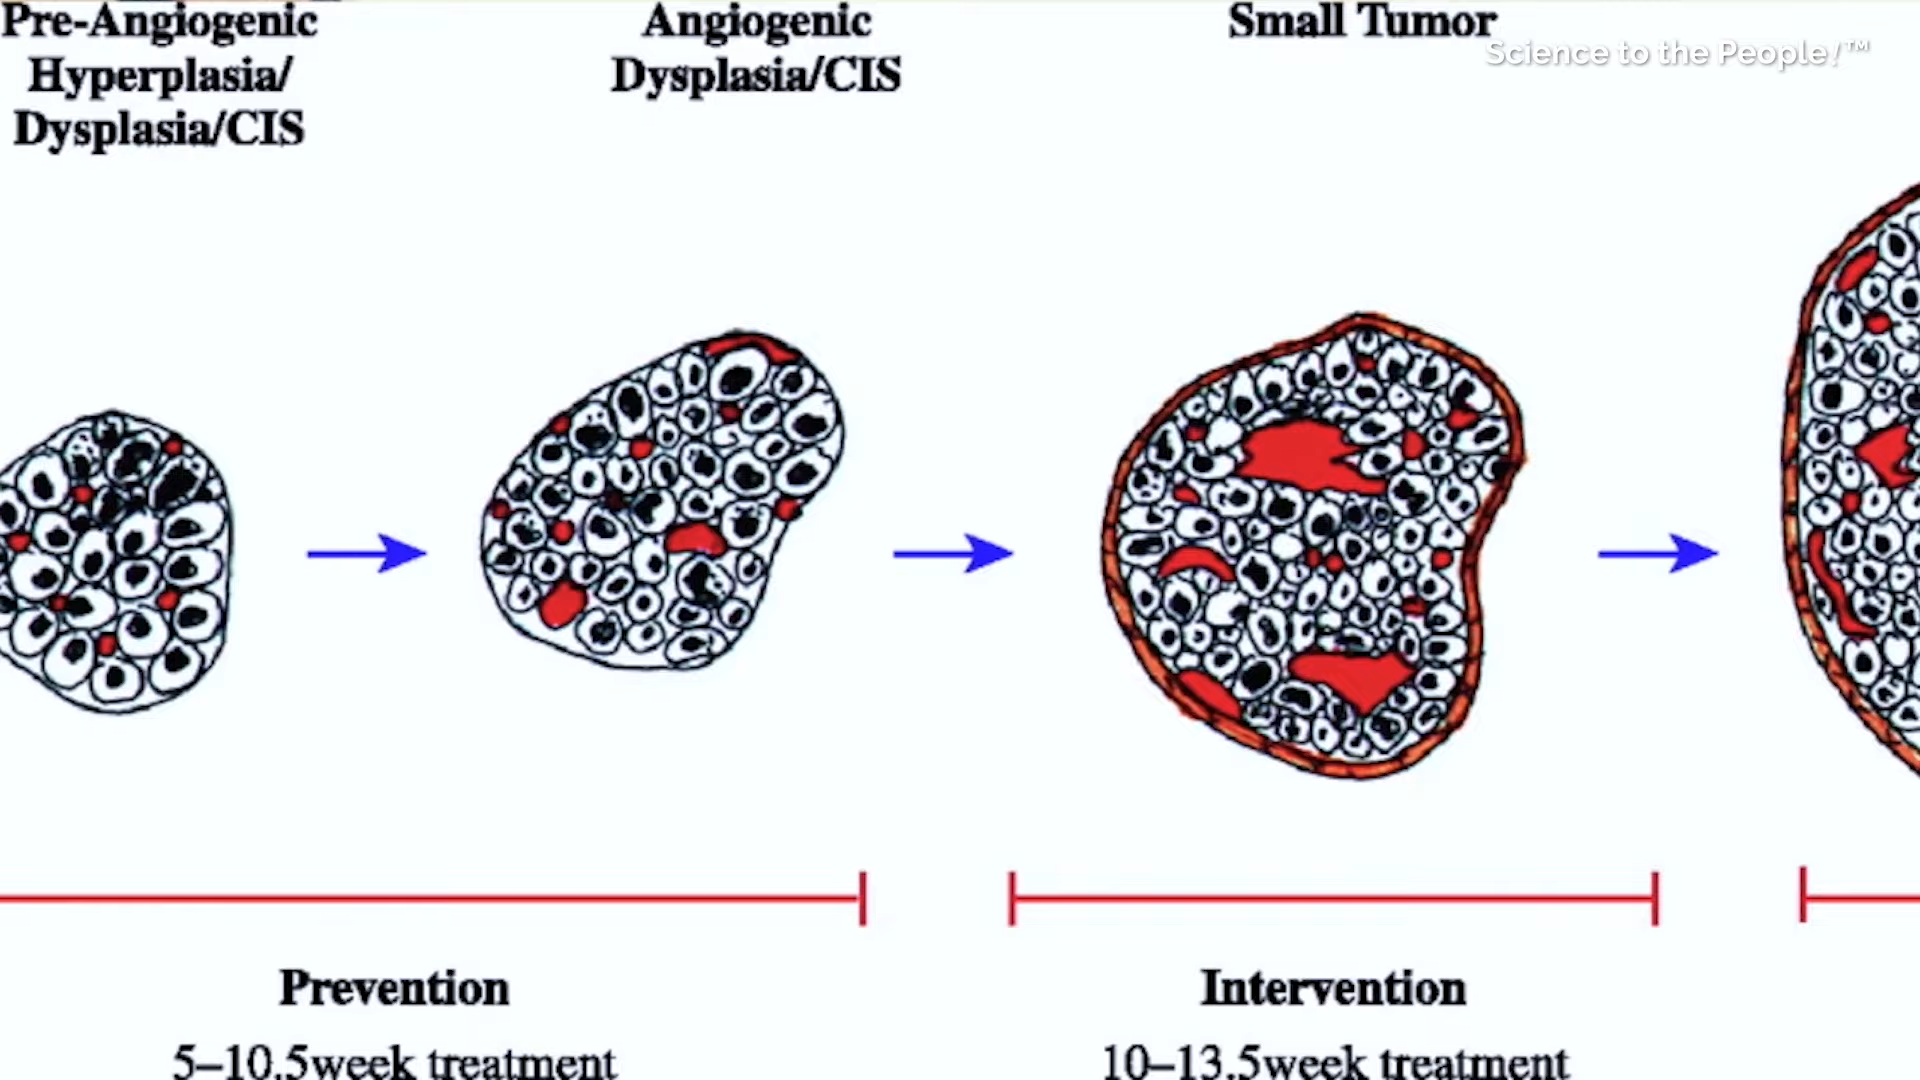 Pre-Angiogenic
Hyperplasia/
Dysplasia/CIS
Angiogenic
Dysplasia/CIS
Small Tumor
Science to the People!™
Prevention
5–10.5week treatment
Intervention
10–13.5week treatment